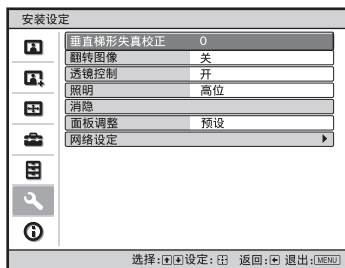 安装设定
垂直梯形失真校正 0
翻转图像 关
透镜控制 开
照明 高位
消隐
面板调整 预设
网络设定
选择: 设定: 返回: 退出: MENU